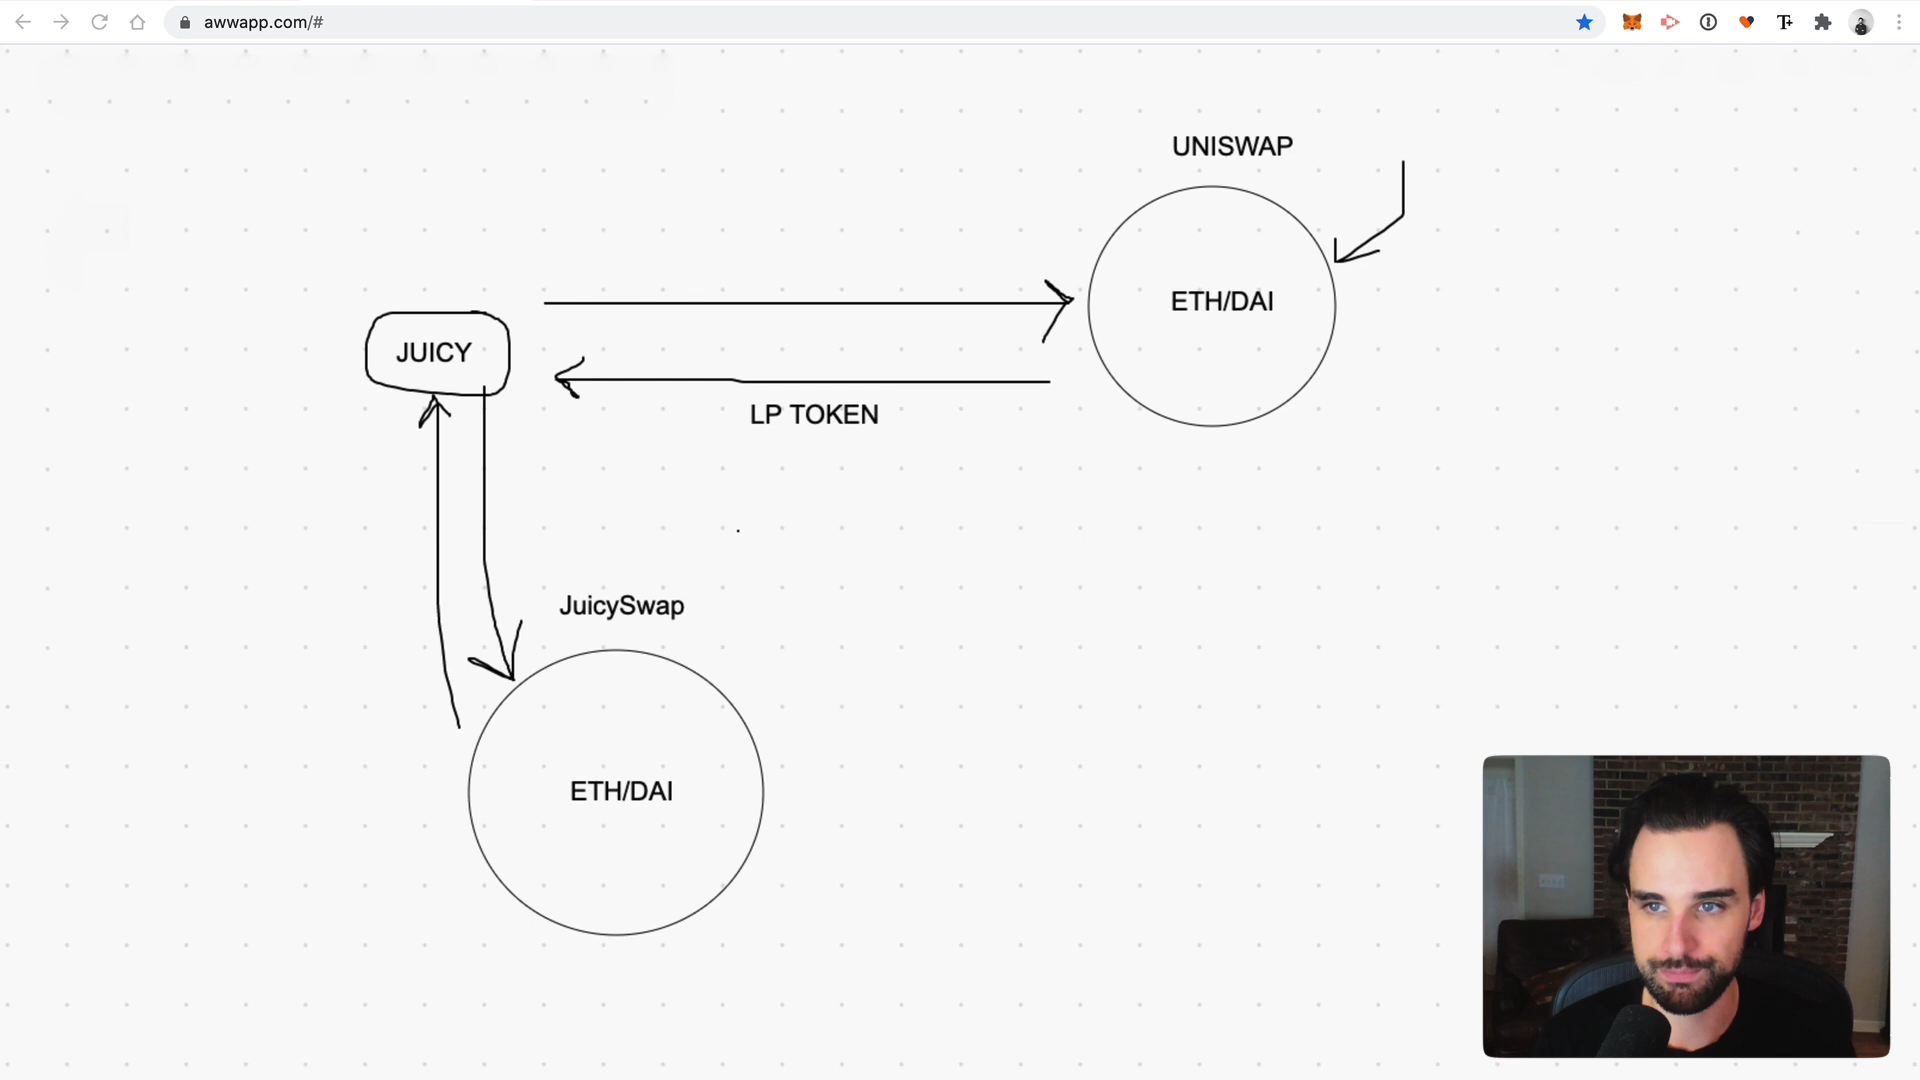 awwapp.com/#
UNISWAP
ETH/DAI
JUICY
LP TOKEN
JuicySwap
ETH/DAI